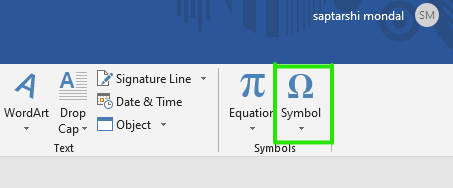 saptarshi mondal SM
WordArt
Drop
Cap
Signature Line
Date & Time
Object
Text
π
Equation
Ω
Symbol
Symbols